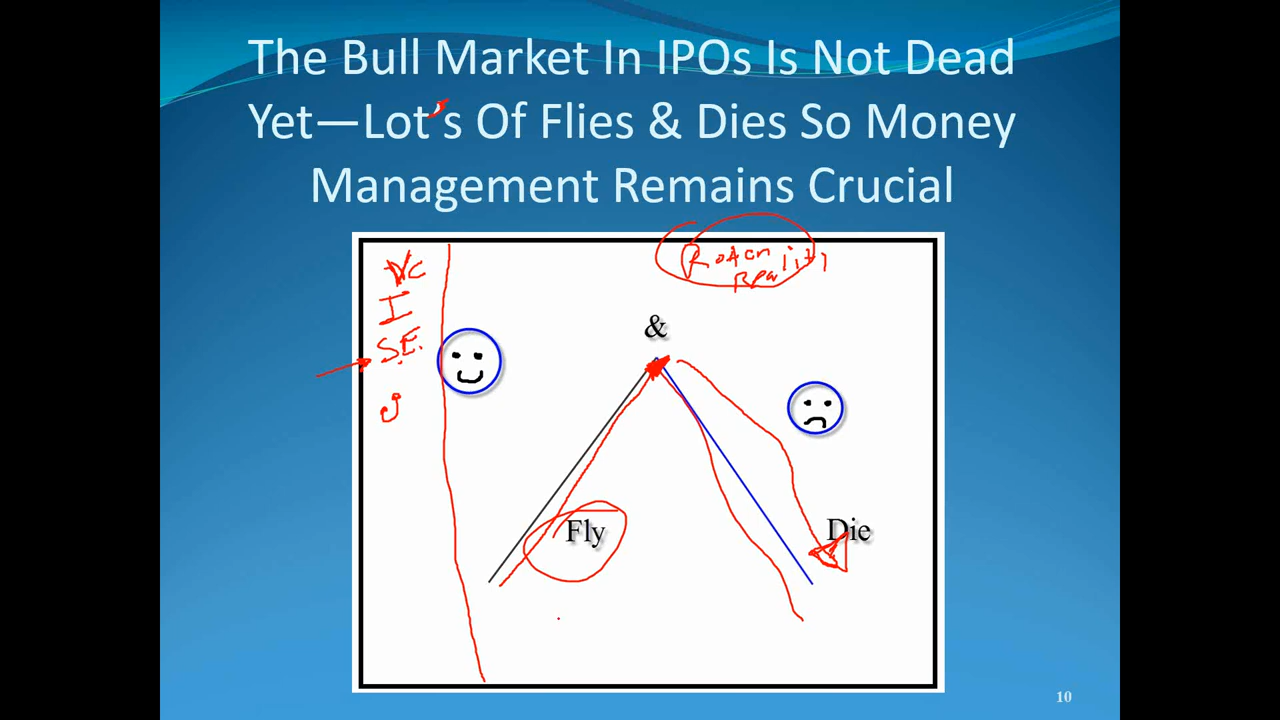 The Bull Market In IPOs Is Not Dead
Yet—Lot's Of Flies & Dies So Money
Management Remains Crucial
I
S.E.
&
Fly
Die
10